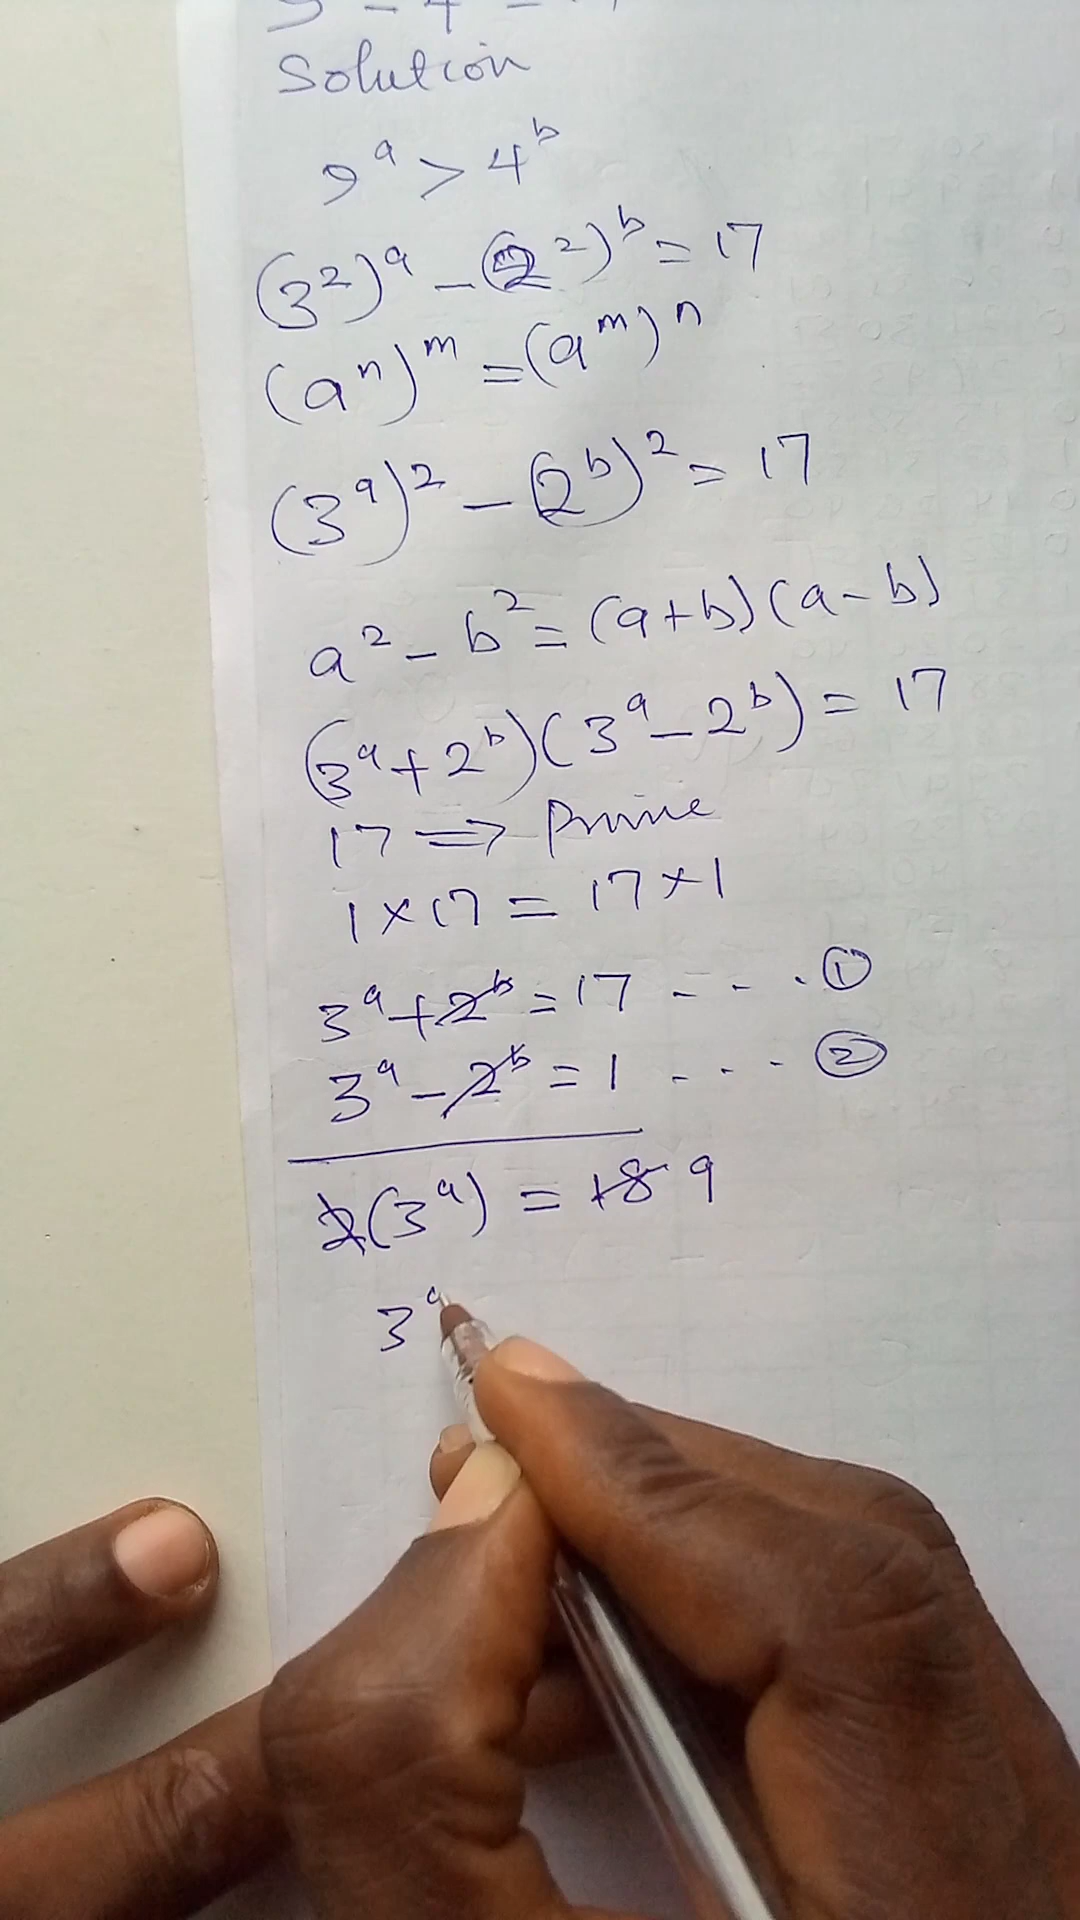 Solution
9^a > 4^b
(3^2)^a - (2^2)^b = 17
(a^n)^m = (a^m)^n
(3^a)^2 - (2^b)^2 = 17
a^2 - b^2 = (a+b)(a-b)
(3^a + 2^b)(3^a - 2^b) = 17
17 ⇒ Prime
1 × 17 = 17 × 1
3^a + 2^b = 17 - - . ①
3^a - 2^b = 1 . - - - ②
2(3^a) = 18 9
3^a